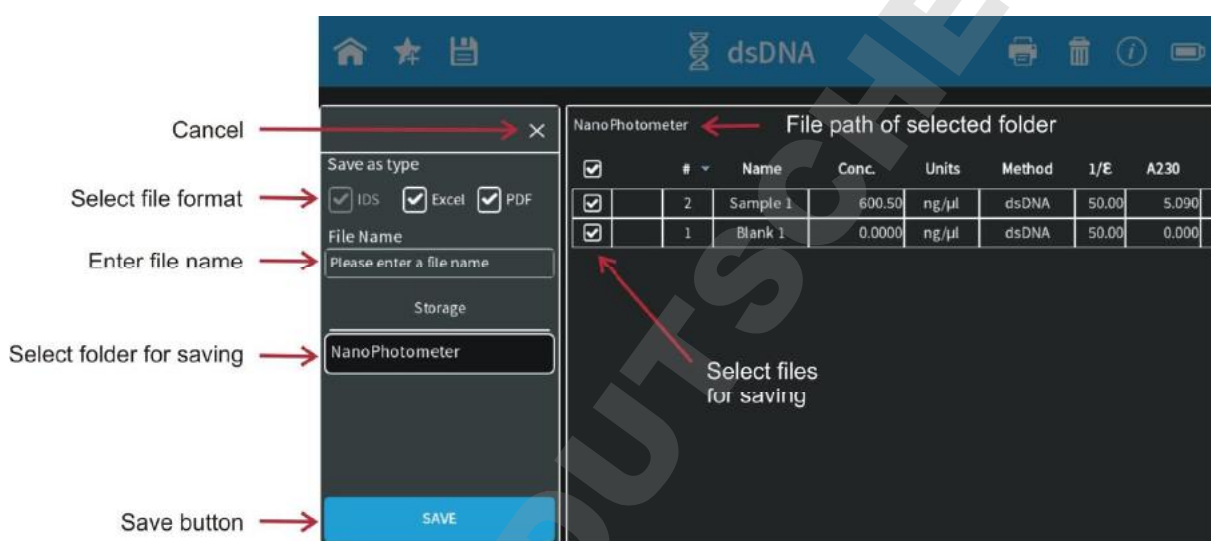 dsDNA
Cancel
Save as type
Select file format
IDS Excel PDF
File Name
Enter file name
Please enter a file name
Storage
Select folder for saving
NanoPhotometer
Save button
SAVE
NanoPhotometer
File path of selected folder
# Name Conc. Units Method 1/ε A230
2 Sample 1 600.50 ng/µl dsDNA 50.00 5.090
1 Blank 1 0.0000 ng/µl dsDNA 50.00 0.000
Select files
for saving